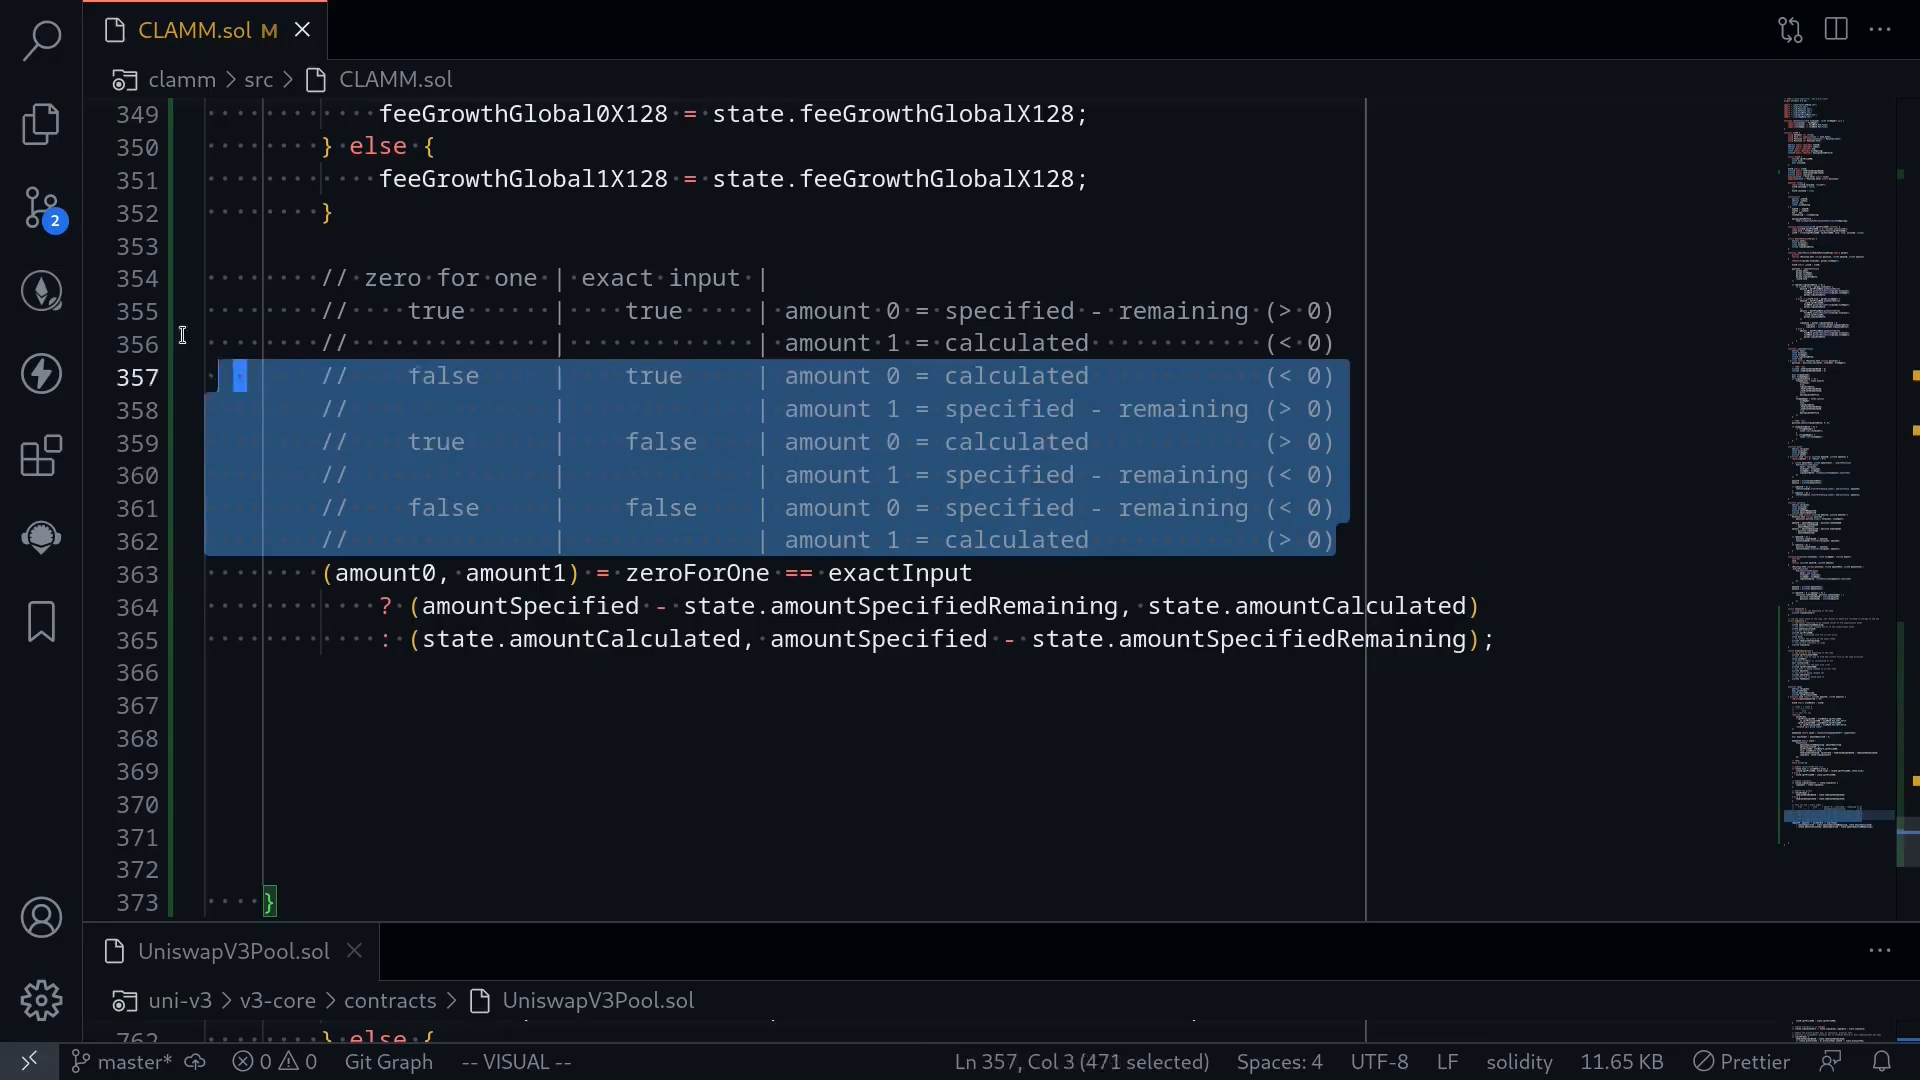 CLAMM.sol M
clamm > src > CLAMM.sol
349 feeGrowthGlobal0X128 = state.feeGrowthGlobalX128;
350 } else {
351 feeGrowthGlobal1X128 = state.feeGrowthGlobalX128;
352 }
353
354 // zero for one | exact input |
355 // true | true | amount 0 = specified - remaining (> 0)
356 // | | amount 1 = calculated (< 0)
357 // false | true | amount 0 = calculated (< 0)
358 // | | amount 1 = specified - remaining (> 0)
359 // true | false | amount 0 = calculated (> 0)
360 // | | amount 1 = specified - remaining (< 0)
361 // false | false | amount 0 = specified - remaining (< 0)
362 // | | amount 1 = calculated (> 0)
363 (amount0, amount1) = zeroForOne == exactInput
364 ? (amountSpecified - state.amountSpecifiedRemaining, state.amountCalculated)
365 : (state.amountCalculated, amountSpecified - state.amountSpecifiedRemaining);
366
367
368
369
370
371
372
373 }
2
UniswapV3Pool.sol
uni-v3 > v3-core > contracts > UniswapV3Pool.sol
762 } else {
master* 0 0 Git Graph -- VISUAL -- Ln 357, Col 3 (471 selected) Spaces: 4 UTF-8 LF solidity 11.65 KB Prettier